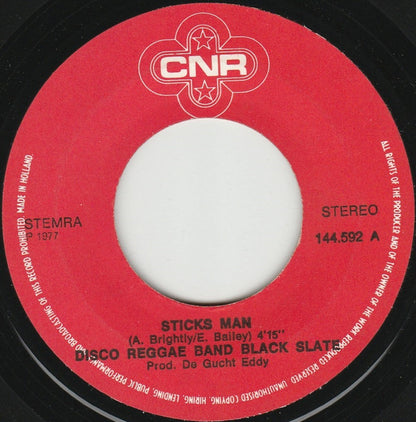 CNR
STEMRA
P 1977
STEREO
144.592 A
STICKS MAN
(A. Brightly/E. Bailey) 4'15"
DISCO REGGAE BAND BLACK SLATE
Prod. De Gucht Eddy
ALL RIGHTS OF THE PRODUCER AND OF THE OWNER OF THE WORK REPRODUCED RESERVED. UNAUTHORISED COPYING, HIRING, LENDING, PUBLIC PERFORMANCE AND BROADCASTING OF THIS RECORD PROHIBITED. MADE IN HOLLAND.